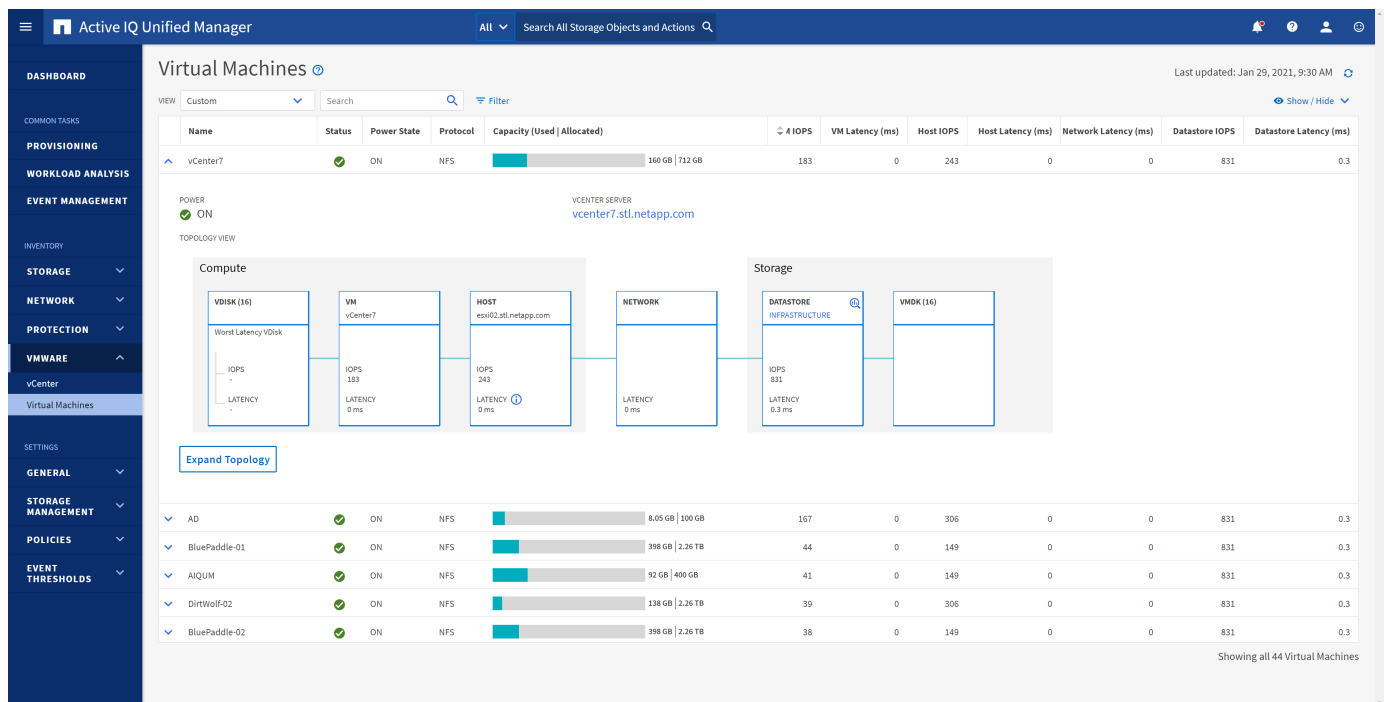 Active IQ Unified Manager
All
Search All Storage Objects and Actions
DASHBOARD
COMMON TASKS
PROVISIONING
WORKLOAD ANALYSIS
EVENT MANAGEMENT
INVENTORY
STORAGE
NETWORK
PROTECTION
VMWARE
vCenter
Virtual Machines
SETTINGS
GENERAL
STORAGE
MANAGEMENT
POLICIES
EVENT
THRESHOLDS
Virtual Machines
Last updated: Jan 29, 2021, 9:30 AM
VIEW Custom Search Filter Show / Hide
Name Status Power State Protocol Capacity (Used | Allocated) M IOPS VM Latency (ms) Host IOPS Host Latency (ms) Network Latency (ms) Datastore IOPS Datastore Latency (ms)
vCenter7 ON NFS 160 GB | 712 GB 183 0 243 0 0 831 0.3
POWER
ON
VCENTER SERVER
vcenter7.stl.netapp.com
TOPOLOGY VIEW
Compute
VDISK (16)
Worst Latency VDisk
IOPS
-
LATENCY
-
VM
vCenter7
IOPS
183
LATENCY
0 ms
HOST
esxi02.stl.netapp.com
IOPS
243
LATENCY
0 ms
NETWORK
LATENCY
0 ms
Storage
DATASTORE
INFRASTRUCTURE
IOPS
831
LATENCY
0.3 ms
VMDK (16)
Expand Topology
AD ON NFS 8.05 GB | 100 GB 167 0 306 0 0 831 0.3
BluePaddle-01 ON NFS 398 GB | 2.26 TB 44 0 149 0 0 831 0.3
AIQUM ON NFS 92 GB | 400 GB 41 0 149 0 0 831 0.3
DirtWolf-02 ON NFS 138 GB | 2.26 TB 39 0 306 0 0 831 0.3
BluePaddle-02 ON NFS 398 GB | 2.26 TB 38 0 149 0 0 831 0.3
Showing all 44 Virtual Machines